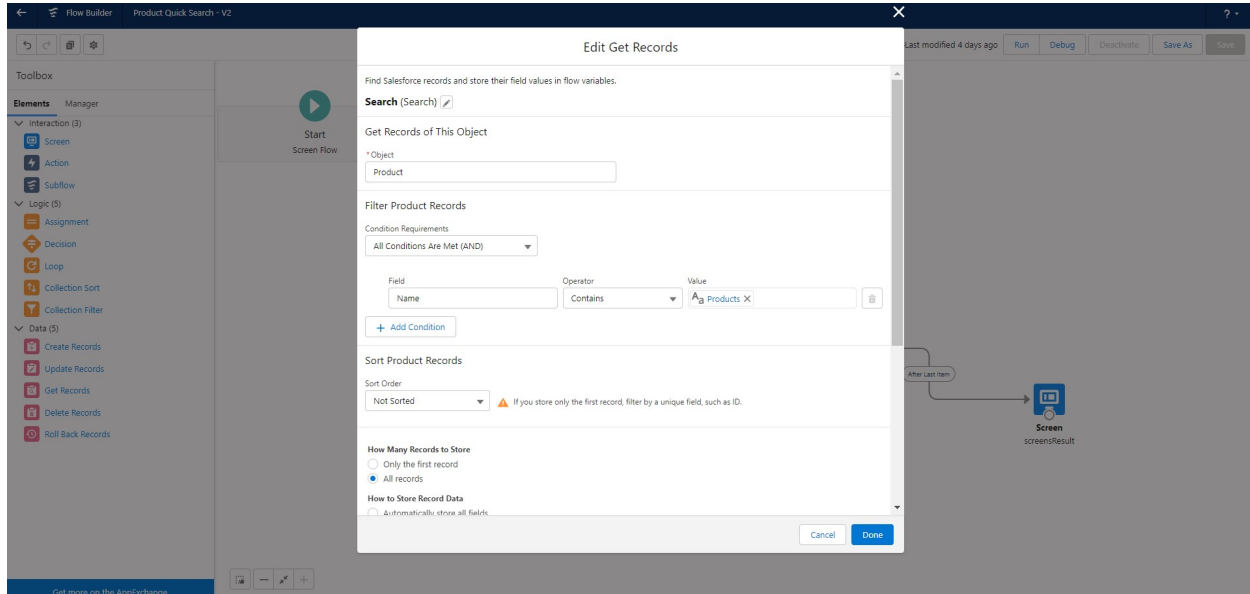 Flow Builder Product Quick Search - V2
? 
Last modified 4 days ago Run Debug Deactivate Save As Save
Toolbox
Elements Manager
Interaction (3)
Screen
Action
Subflow
Logic (5)
Assignment
Decision
Loop
Collection Sort
Collection Filter
Data (5)
Create Records
Update Records
Get Records
Delete Records
Roll Back Records
Get more on the AppExchange
Start
Screen Flow
Edit Get Records
Find Salesforce records and store their field values in flow variables.
Search (Search)
Get Records of This Object
* Object
Product
Filter Product Records
Condition Requirements
All Conditions Are Met (AND)
Field Operator Value
Name Contains Aa Products
+ Add Condition
Sort Product Records
Sort Order
Not Sorted If you store only the first record, filter by a unique field, such as ID.
How Many Records to Store
Only the first record
All records
How to Store Record Data
Automatically store all fields
Cancel Done
After Last Item
Screen
screensResult